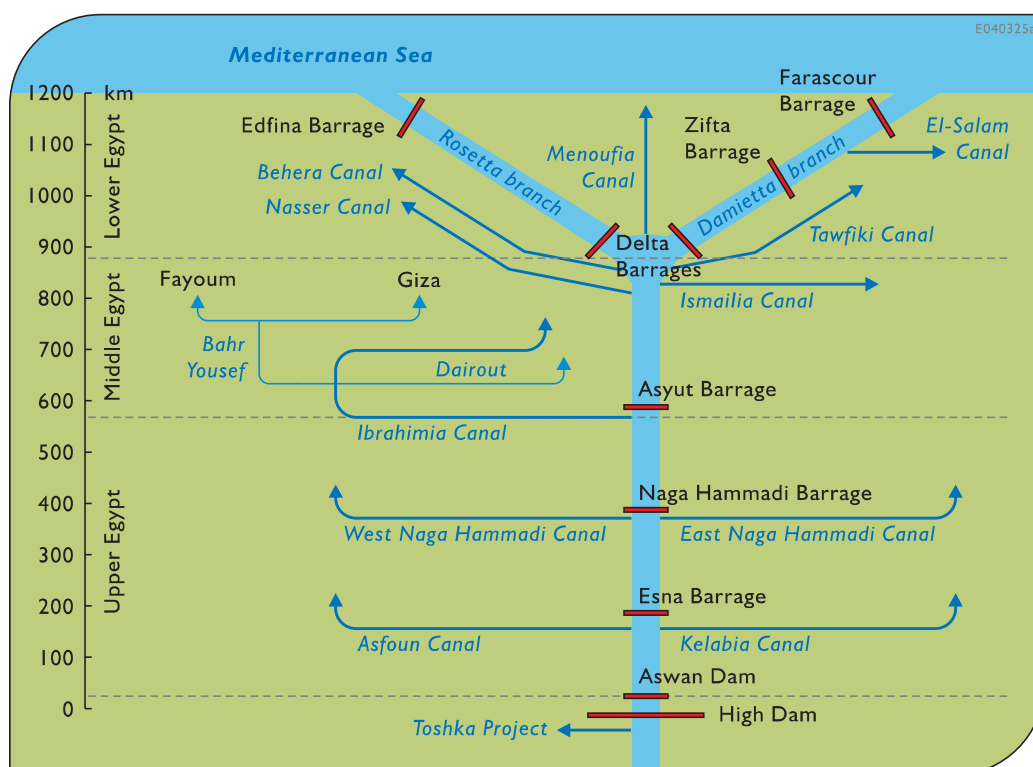 E040325a
Mediterranean Sea
1200 km
Farascour
Barrage
Edfina Barrage
Zifta
Barrage
El-Salam
Canal
1100
Rosetta branch
Menoufia
Canal
Damietta branch
Behera Canal
1000
Nasser Canal
Lower Egypt
Tawfiki Canal
900
Delta
Barrages
Fayoum
Giza
800
Ismailia Canal
Middle Egypt
700
Bahr
Yousef
Dairout
Asyut Barrage
600
Ibrahimia Canal
500
Naga Hammadi Barrage
400
West Naga Hammadi Canal
East Naga Hammadi Canal
300
Upper Egypt
Esna Barrage
200
Asfoun Canal
Kelabia Canal
100
Aswan Dam
0
High Dam
Toshka Project